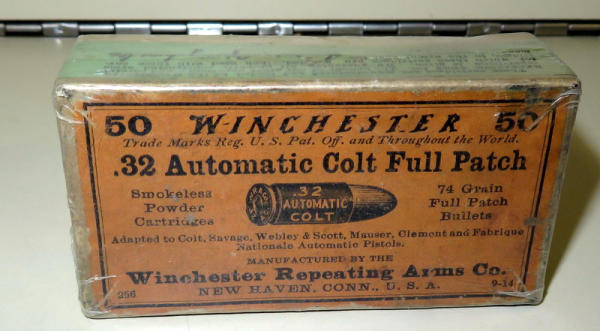 50 WINCHESTER 50
Trade Marks Reg. U. S. Pat. Off. and Throughout the World.
.32 Automatic Colt Full Patch
Smokeless
Powder
Cartridges
.32
AUTOMATIC
COLT
74 Grain
Full Patch
Bullets
Adapted to Colt, Savage, Webley & Scott, Mauser, Clement and Fabrique
Nationale Automatic Pistols.
MANUFACTURED BY THE
Winchester Repeating Arms Co.
NEW HAVEN, CONN., U. S. A.
256
9-14